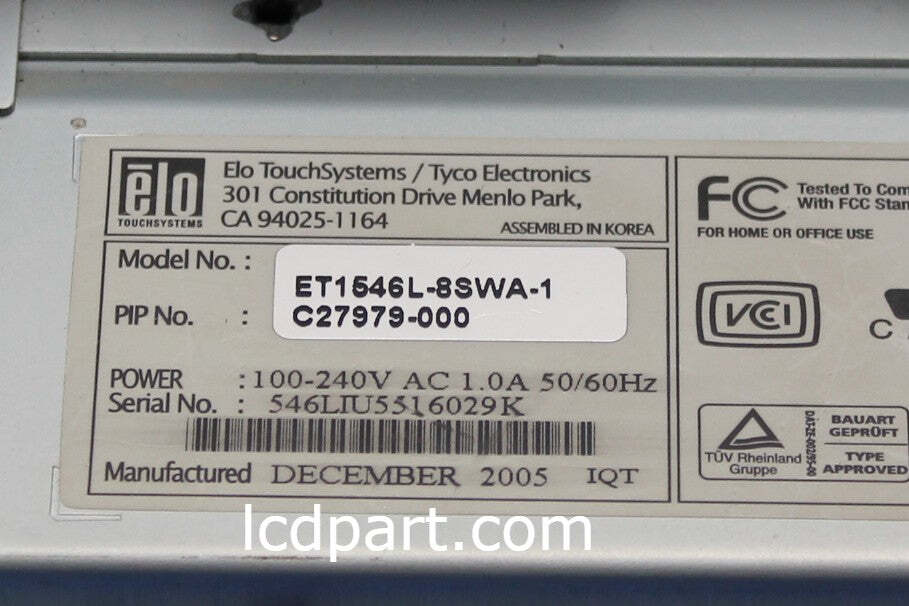 ēlo
TOUCHSYSTEMS
Elo TouchSystems / Tyco Electronics
301 Constitution Drive Menlo Park,
CA 94025-1164
ASSEMBLED IN KOREA
Model No. :
ET1546L-8SWA-1
PIP No. :
C27979-000
POWER :100-240V AC 1.0A 50/60Hz
Serial No. : 546LIU5516029K
Manufactured DECEMBER 2005 IQT
FC Tested To Com
With FCC Stan
FOR HOME OR OFFICE USE
VCCI
C
TÜV Rheinland
Gruppe
BAUART
GEPRÜFT
TYPE
APPROVED
lcdpart.com